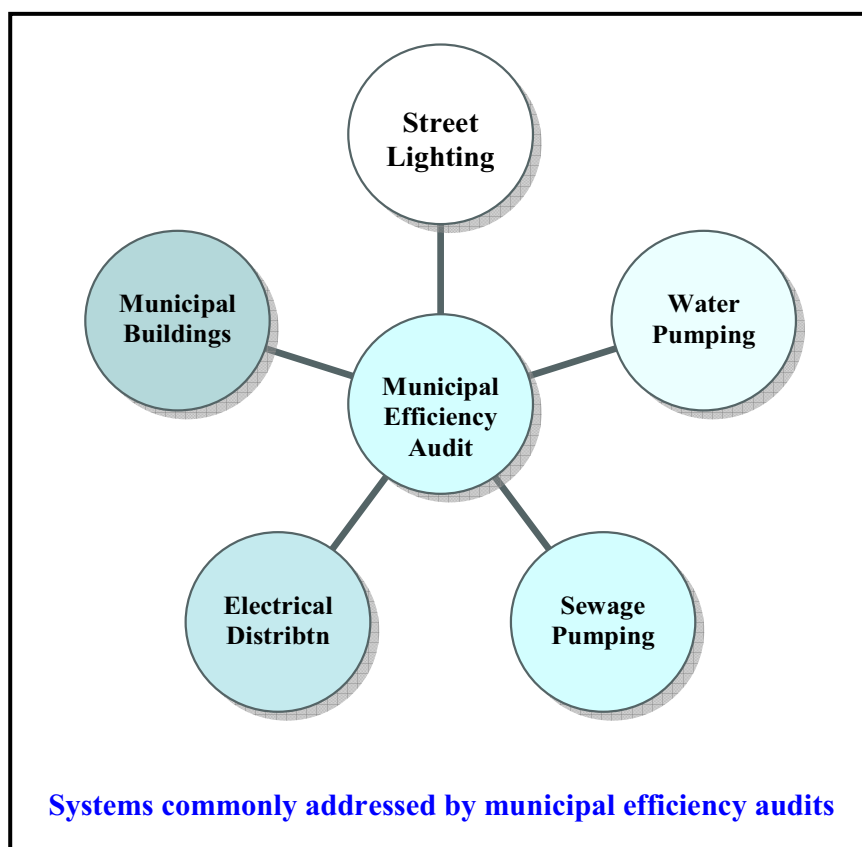 Street
Lighting
Municipal
Buildings
Water
Pumping
Municipal
Efficiency
Audit
Electrical
Distribtn
Sewage
Pumping
Systems commonly addressed by municipal efficiency audits